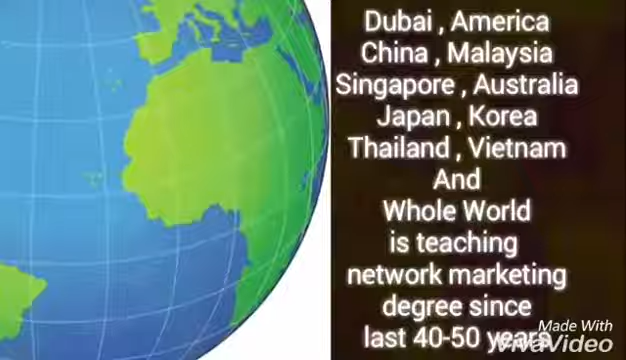 Dubai , America
China , Malaysia
Singapore , Australia
Japan , Korea
Thailand , Vietnam
And
Whole World
is teaching
network marketing
degree since
last 40-50 years
Made With
VivaVideo